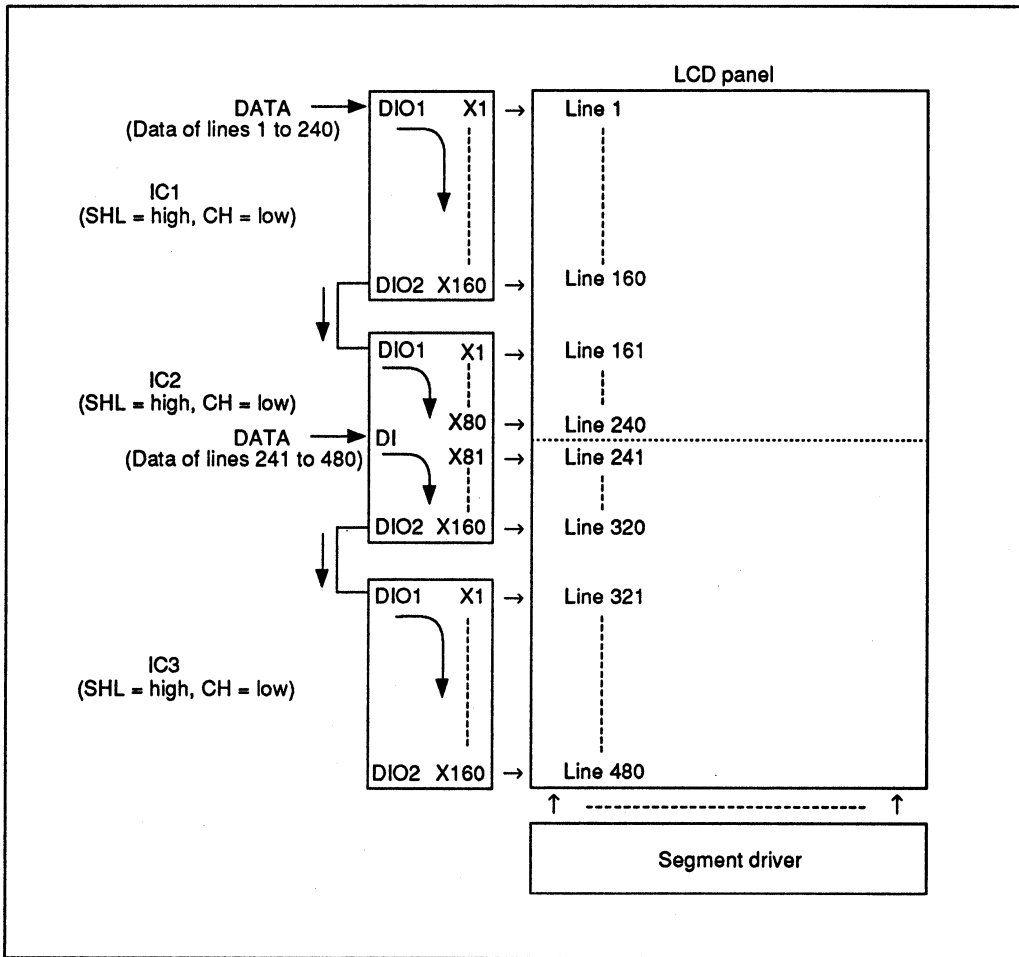 LCD panel
DATA → DIO1 X1 → Line 1
(Data of lines 1 to 240)
IC1
(SHL = high, CH = low)
DIO2 X160 → Line 160
DIO1 X1 → Line 161
IC2
(SHL = high, CH = low)
X80 → Line 240
DATA → DI
(Data of lines 241 to 480)
X81 → Line 241
DIO2 X160 → Line 320
DIO1 X1 → Line 321
IC3
(SHL = high, CH = low)
DIO2 X160 → Line 480
Segment driver